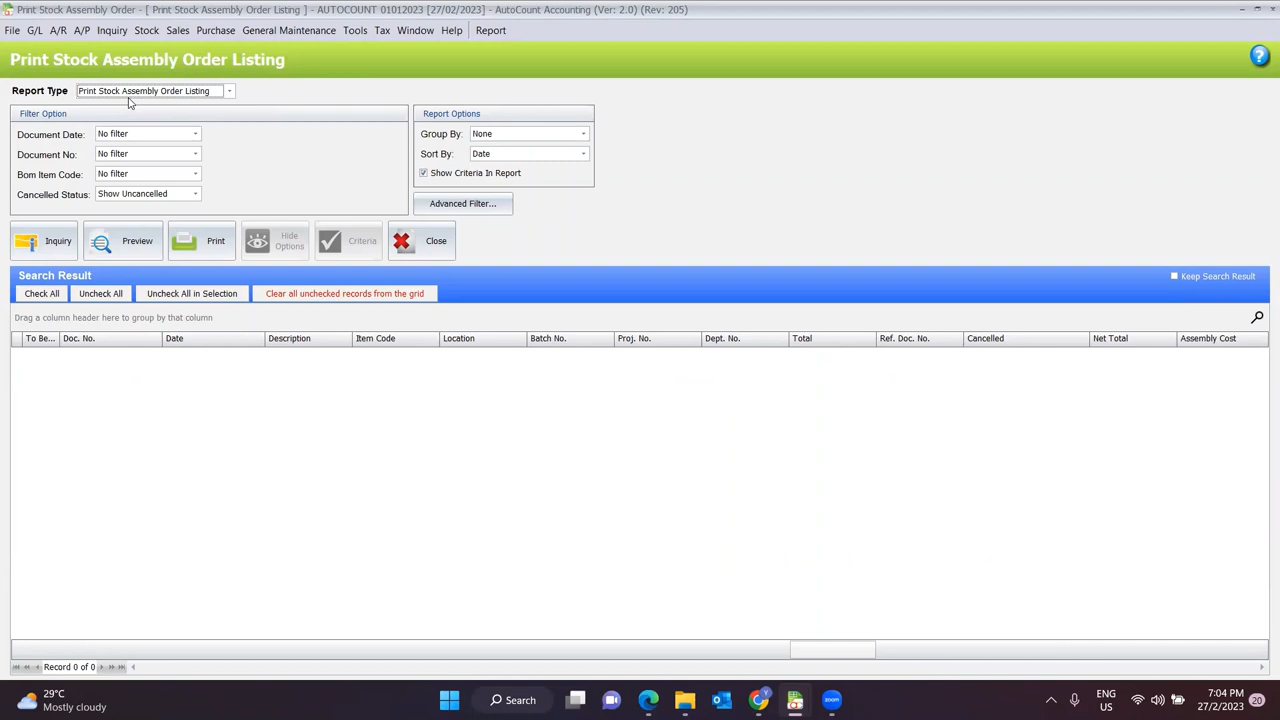 Print Stock Assembly Order - [ Print Stock Assembly Order Listing ] - AUTOCOUNT 01012023 [27/02/2023] - AutoCount Accounting (Ver: 2.0) (Rev: 205)
File G/L A/R A/P Inquiry Stock Sales Purchase General Maintenance Tools Tax Window Help Report
Print Stock Assembly Order Listing
Report Type Print Stock Assembly Order Listing
Filter Option
Document Date: No filter
Document No: No filter
Bom Item Code: No filter
Cancelled Status: Show Uncancelled
Report Options
Group By: None
Sort By: Date
Show Criteria In Report
Advanced Filter...
Inquiry Preview Print Hide Options Criteria Close
Search Result Keep Search Result
Check All Uncheck All Uncheck All in Selection Clear all unchecked records from the grid
Drag a column header here to group by that column
To Be... Doc. No. Date Description Item Code Location Batch No. Proj. No. Dept. No. Total Ref. Doc. No. Cancelled Net Total Assembly Cost
Record 0 of 0
29°C
Mostly cloudy
Search
ENG
US
7:04 PM
27/2/2023
20